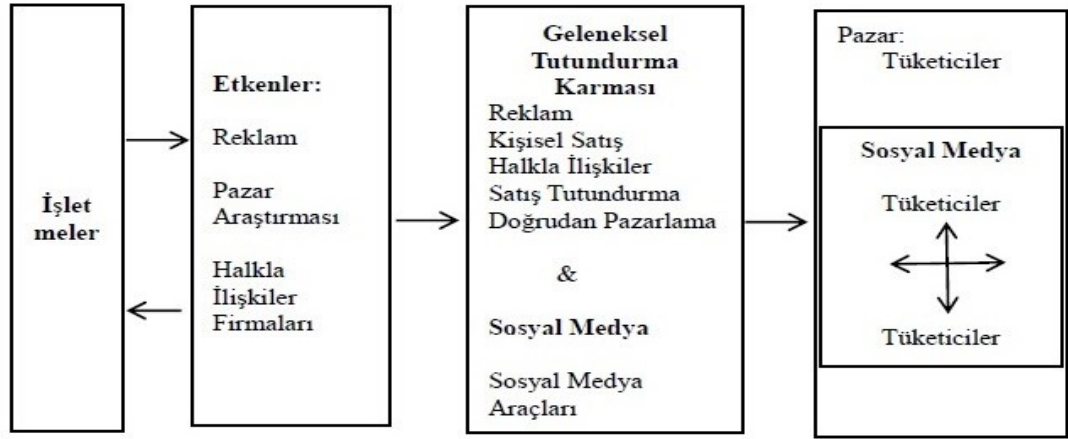 İşlet
meler
Etkenler:
Reklam
Pazar
Araştırması
Halkla
İlişkiler
Firmaları
Geleneksel
Tutundurma
Karması
Reklam
Kişisel Satış
Halkla İlişkiler
Satış Tutundurma
Doğrudan Pazarlama
&
Sosyal Medya
Sosyal Medya
Araçları
Pazar:
Tüketiciler
Sosyal Medya
Tüketiciler
Tüketiciler